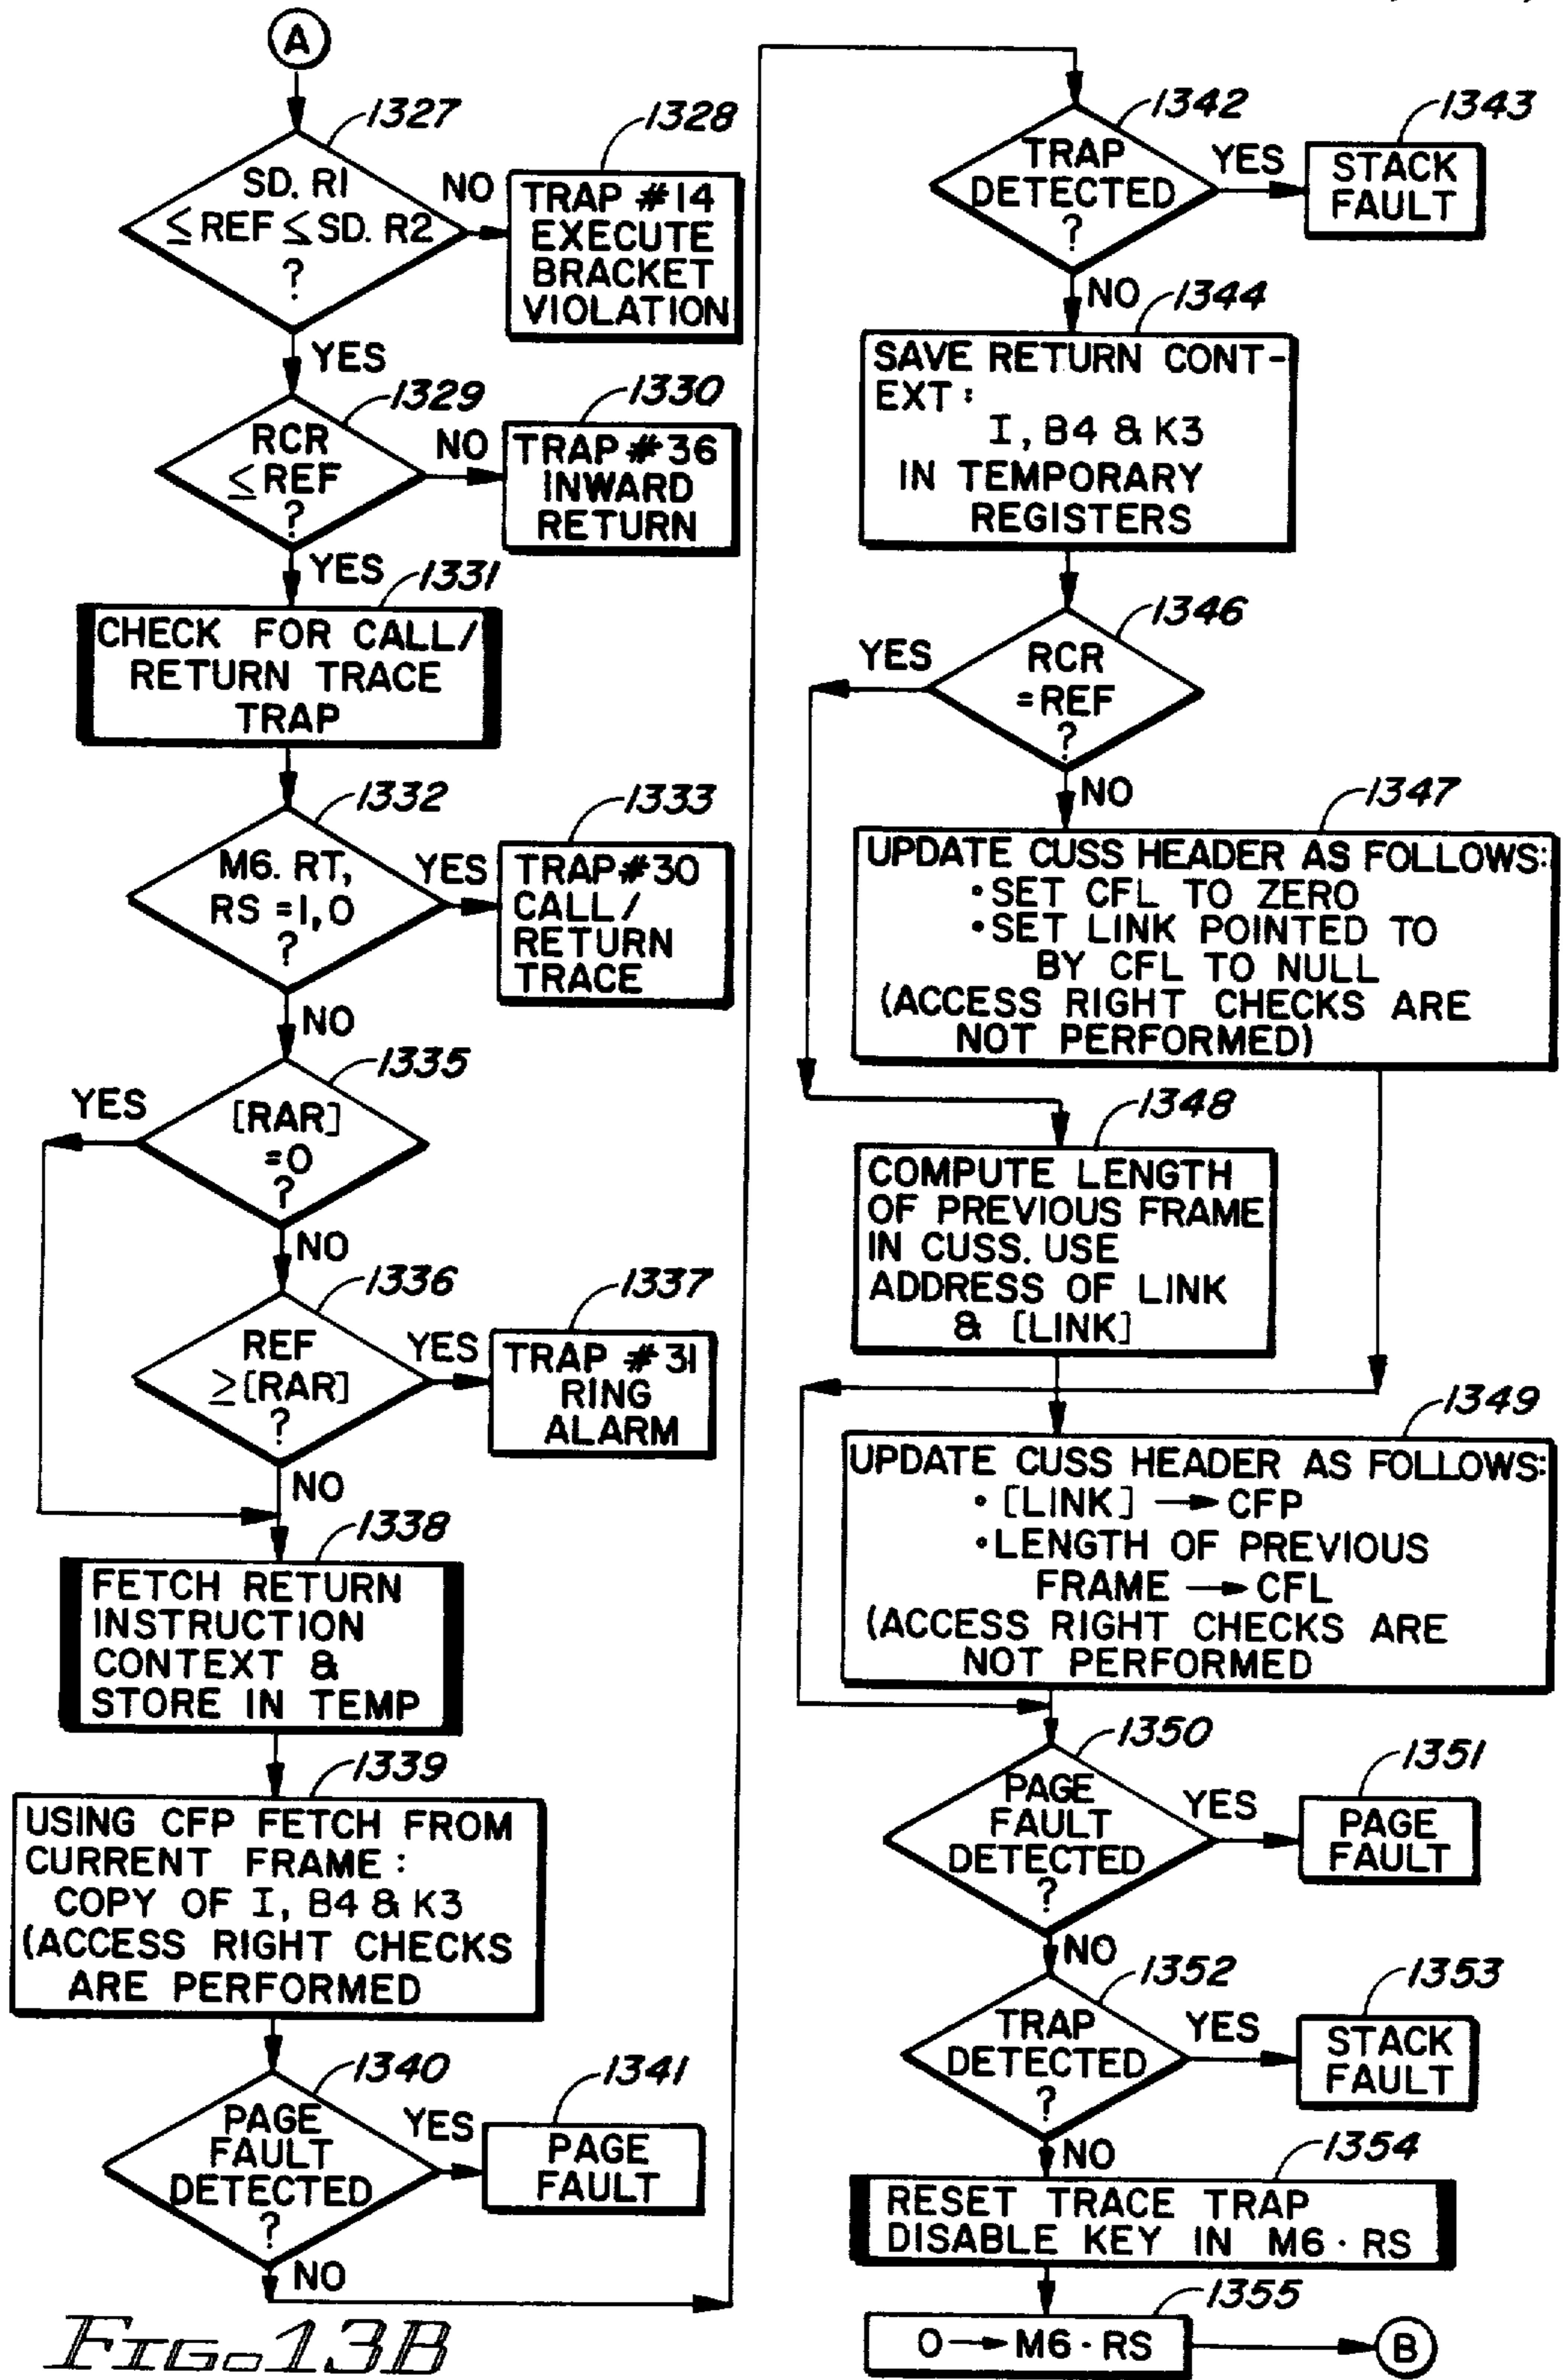 A
1327
SD. R1
≤ REF ≤ SD. R2
?
NO
1328
TRAP #14
EXECUTE
BRACKET
VIOLATION
YES
1329
RCR
≤ REF
?
NO
1330
TRAP #36
INWARD
RETURN
YES
1331
CHECK FOR CALL/
RETURN TRACE
TRAP
1332
M6. RT,
RS = 1, 0
?
YES
1333
TRAP #30
CALL /
RETURN
TRACE
NO
1335
[RAR]
=0
?
YES
NO
1336
REF
≥ [RAR]
?
YES
1337
TRAP #31
RING
ALARM
NO
1338
FETCH RETURN
INSTRUCTION
CONTEXT &
STORE IN TEMP
1339
USING CFP FETCH FROM
CURRENT FRAME :
COPY OF I, B4 & K3
(ACCESS RIGHT CHECKS
ARE PERFORMED
1340
PAGE
FAULT
DETECTED
?
YES
1341
PAGE
FAULT
NO
1342
TRAP
DETECTED
?
YES
1343
STACK
FAULT
NO
1344
SAVE RETURN CONT-
EXT :
I, B4 & K3
IN TEMPORARY
REGISTERS
1346
RCR
=REF
?
YES
NO
1347
UPDATE CUSS HEADER AS FOLLOWS:
•SET CFL TO ZERO
•SET LINK POINTED TO
BY CFL TO NULL
(ACCESS RIGHT CHECKS ARE
NOT PERFORMED)
1348
COMPUTE LENGTH
OF PREVIOUS FRAME
IN CUSS. USE
ADDRESS OF LINK
& [LINK]
1349
UPDATE CUSS HEADER AS FOLLOWS:
• [LINK] → CFP
•LENGTH OF PREVIOUS
FRAME → CFL
(ACCESS RIGHT CHECKS ARE
NOT PERFORMED
1350
PAGE
FAULT
DETECTED
?
YES
1351
PAGE
FAULT
NO
1352
TRAP
DETECTED
?
YES
1353
STACK
FAULT
NO
1354
RESET TRACE TRAP
DISABLE KEY IN M6 · RS
1355
0 → M6 · RS
B
FIG. 13B